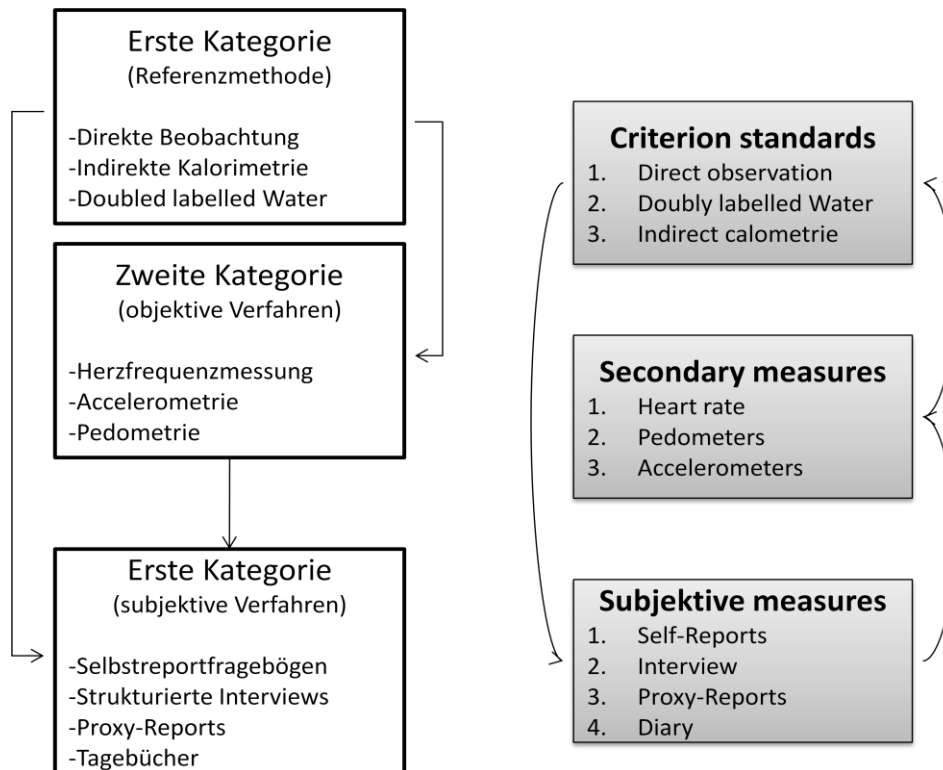 Erste Kategorie
(Referenzmethode)
-Direkte Beobachtung
-Indirekte Kalorimetrie
-Doubled labelled Water
Zweite Kategorie
(objektive Verfahren)
-Herzfrequenzmessung
-Accelerometrie
-Pedometrie
Erste Kategorie
(subjektive Verfahren)
-Selbstreportfragebögen
-Strukturierte Interviews
-Proxy-Reports
-Tagebücher
Criterion standards
1. Direct observation
2. Doubly labelled Water
3. Indirect calometrie
Secondary measures
1. Heart rate
2. Pedometers
3. Accelerometers
Subjektive measures
1. Self-Reports
2. Interview
3. Proxy-Reports
4. Diary